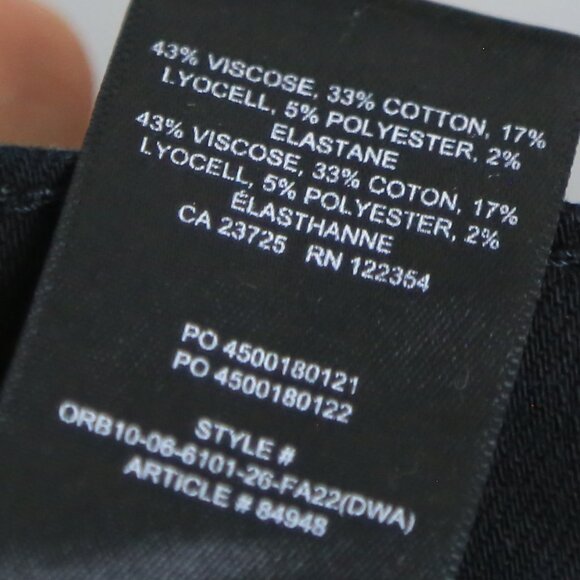 43% VISCOSE, 33% COTTON, 17%
LYOCELL, 5% POLYESTER, 2%
ELASTANE
43% VISCOSE, 33% COTON, 17%
LYOCELL, 5% POLYESTER, 2%
ÉLASTHANNE
CA 23725 RN 122354
PO 4500180121
PO 4500180122
STYLE #
ORB10-06-6101-26-FA22(DWA)
ARTICLE # 84948